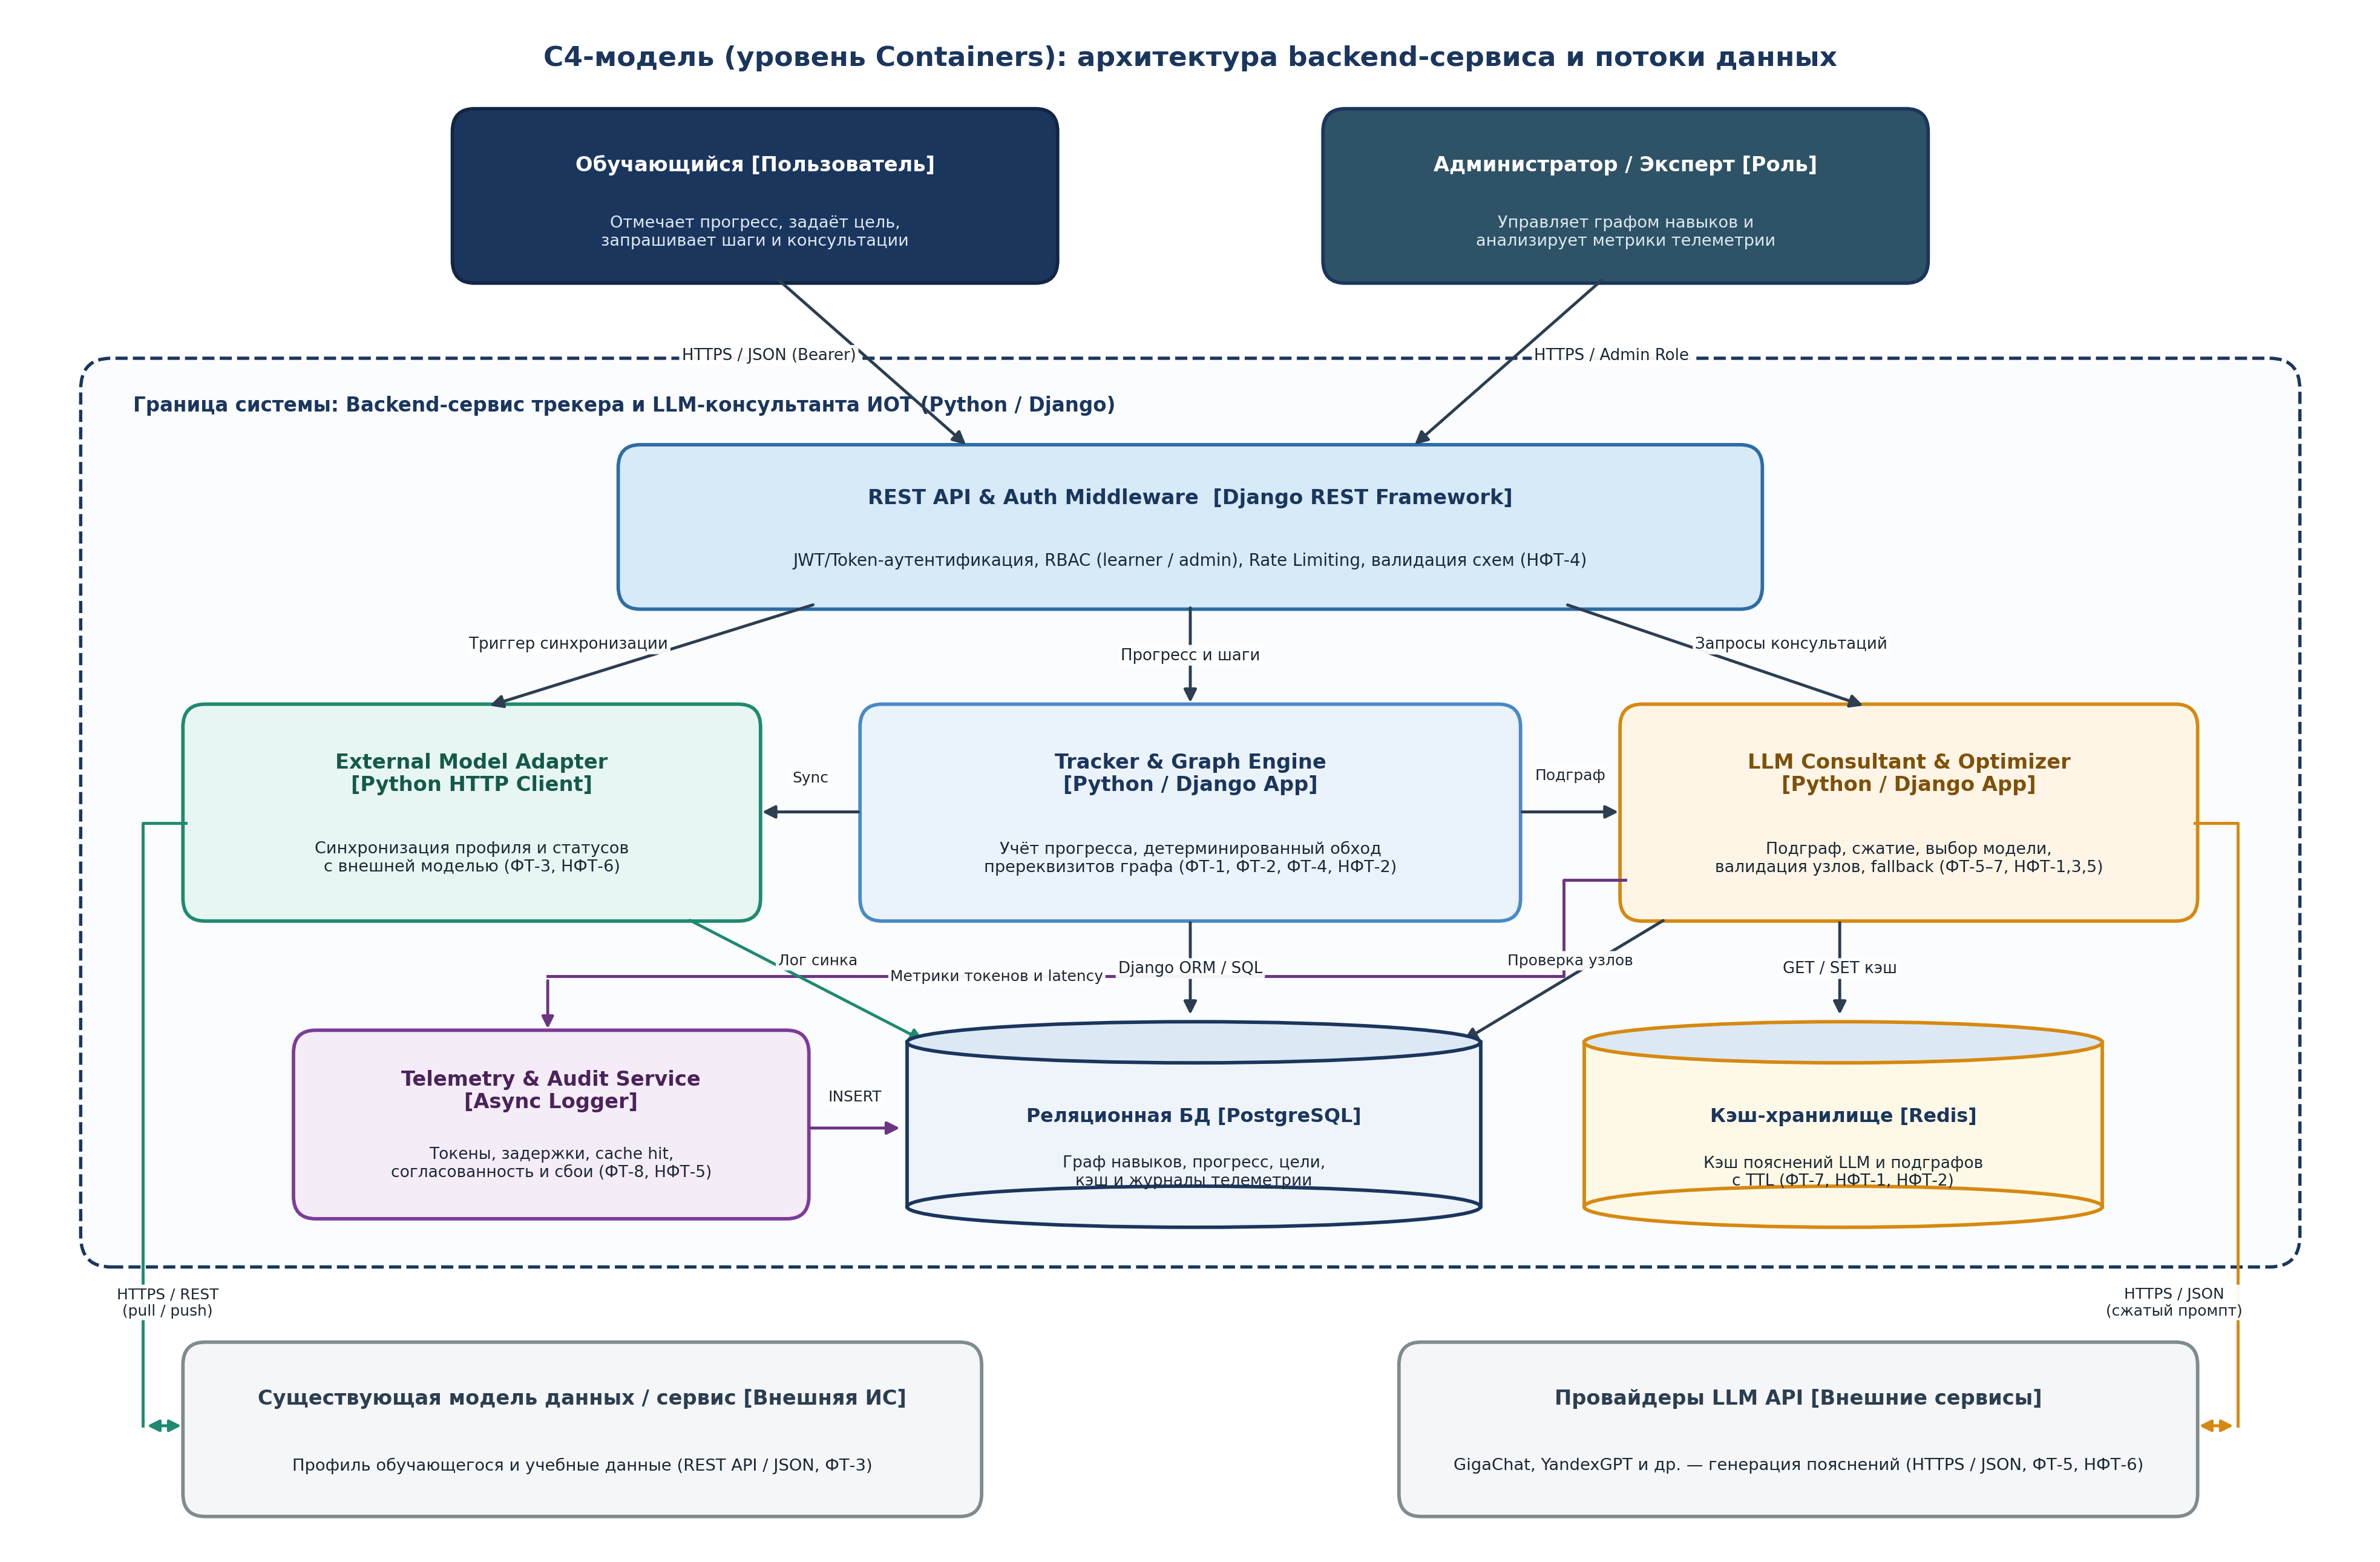 С4-модель (уровень Containers): архитектура backend-сервиса и потоки данных
Обучающийся [Пользователь]
Отмечает прогресс, задаёт цель,
запрашивает шаги и консультации
Администратор / Эксперт [Роль]
Управляет графом навыков и
анализирует метрики телеметрии
HTTPS / JSON (Bearer)
HTTPS / Admin Role
Граница системы: Backend-сервис трекера и LLM-консультанта ИОТ (Python / Django)
REST API & Auth Middleware [Django REST Framework]
JWT/Token-аутентификация, RBAC (learner / admin), Rate Limiting, валидация схем (НФТ-4)
Триггер синхронизации
Прогресс и шаги
Запросы консультаций
External Model Adapter
[Python HTTP Client]
Синхронизация профиля и статусов
с внешней моделью (ФТ-3, НФТ-6)
Sync
Tracker & Graph Engine
[Python / Django App]
Учёт прогресса, детерминированный обход
пререквизитов графа (ФТ-1, ФТ-2, ФТ-4, НФТ-2)
Подграф
LLM Consultant & Optimizer
[Python / Django App]
Подграф, сжатие, выбор модели,
валидация узлов, fallback (ФТ-5–7, НФТ-1,3,5)
Лог синка
Метрики токенов и latency
Django ORM / SQL
Проверка узлов
GET / SET кэш
Telemetry & Audit Service
[Async Logger]
Токены, задержки, cache hit,
согласованность и сбои (ФТ-8, НФТ-5)
INSERT
Реляционная БД [PostgreSQL]
Граф навыков, прогресс, цели,
кэш и журналы телеметрии
Кэш-хранилище [Redis]
Кэш пояснений LLM и подграфов
с TTL (ФТ-7, НФТ-1, НФТ-2)
HTTPS / REST
(pull / push)
HTTPS / JSON
(сжатый промпт)
Существующая модель данных / сервис [Внешняя ИС]
Профиль обучающегося и учебные данные (REST API / JSON, ФТ-3)
Провайдеры LLM API [Внешние сервисы]
GigaChat, YandexGPT и др. — генерация пояснений (HTTPS / JSON, ФТ-5, НФТ-6)